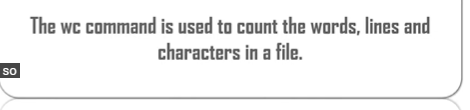 The wc command is used to count the words, lines and
characters in a file.
so